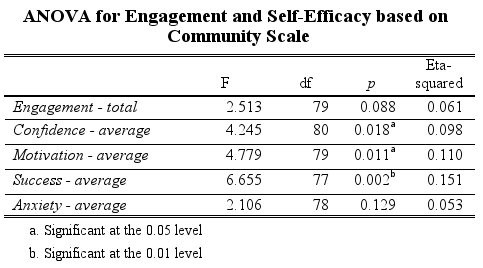 ANOVA for Engagement and Self-Efficacy based on
Community Scale
Eta-
F df p squared
Engagement - total 2.513 79 0.088 0.061
Confidence - average 4.245 80 0.018a 0.098
Motivation - average 4.779 79 0.011a 0.110
Success - average 6.655 77 0.002b 0.151
Anxiety - average 2.106 78 0.129 0.053
a. Significant at the 0.05 level
b. Significant at the 0.01 level